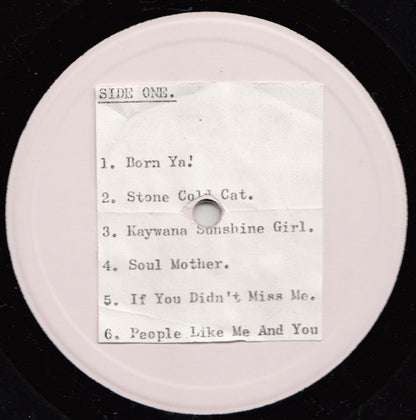 SIDE ONE.
1. Born Ya!
2. Stone Cold Cat.
3. Kaywana Sunshine Girl.
4. Soul Mother.
5. If You Didn't Miss Me.
6. People Like Me And You